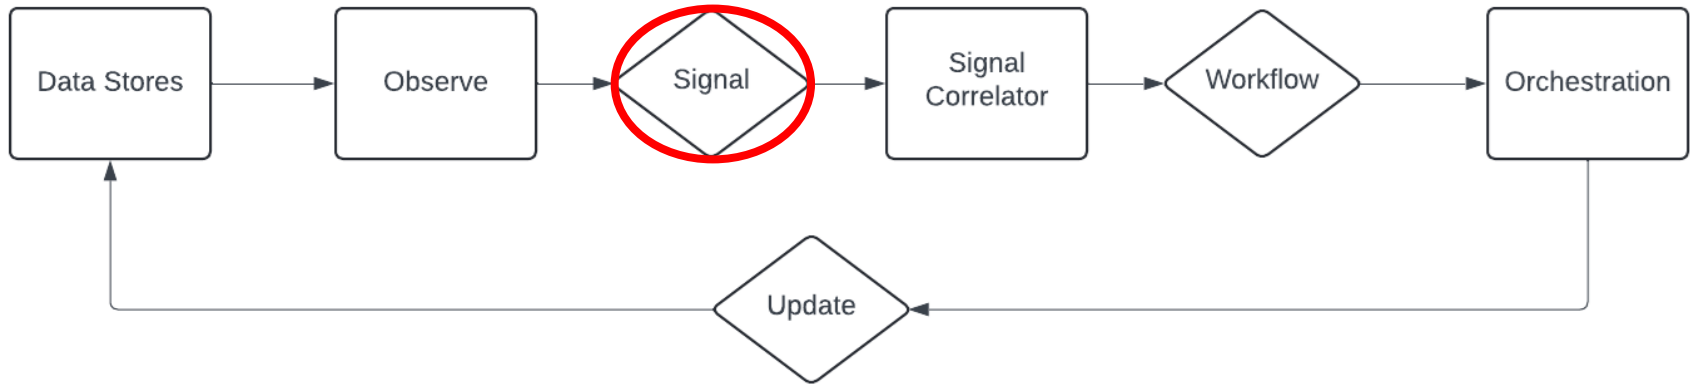 Data Stores
Observe
Signal
Signal
Correlator
Workflow
Orchestration
Update